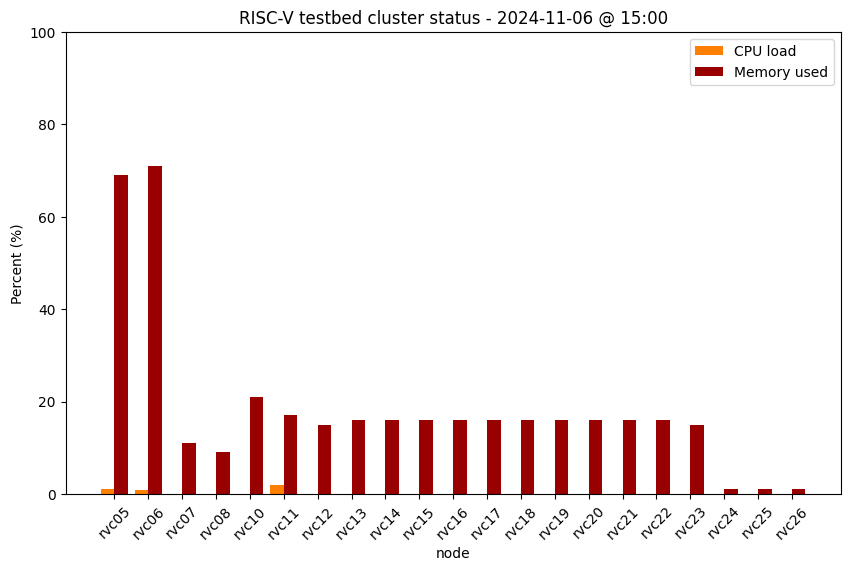 RISC-V testbed cluster status - 2024-11-06 @ 15:00
CPU load
Memory used
100
80
60
40
20
0
Percent (%)
rvc05
rvc06
rvc07
rvc08
rvc10
rvc11
rvc12
rvc13
rvc14
rvc15
rvc16
rvc17
rvc18
rvc19
rvc20
rvc21
rvc22
rvc23
rvc24
rvc25
rvc26
node